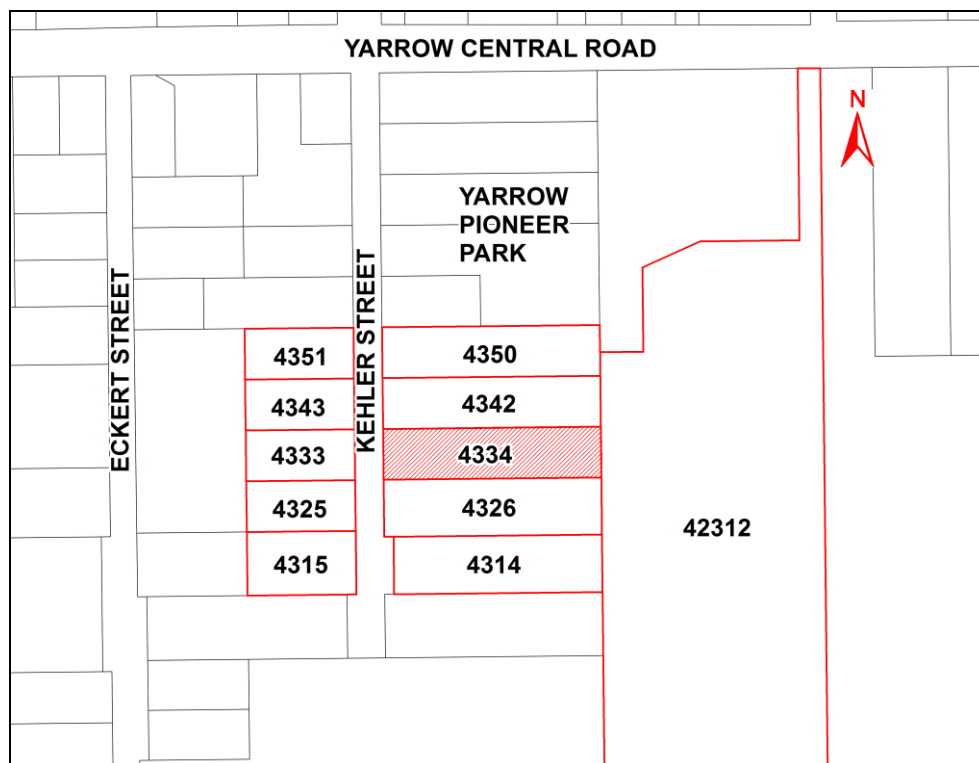 YARROW CENTRAL ROAD
N
YARROW
PIONEER
PARK
ECKERT STREET
KEHLER STREET
4351
4350
4343
4342
4333
4334
4325
4326
42312
4315
4314